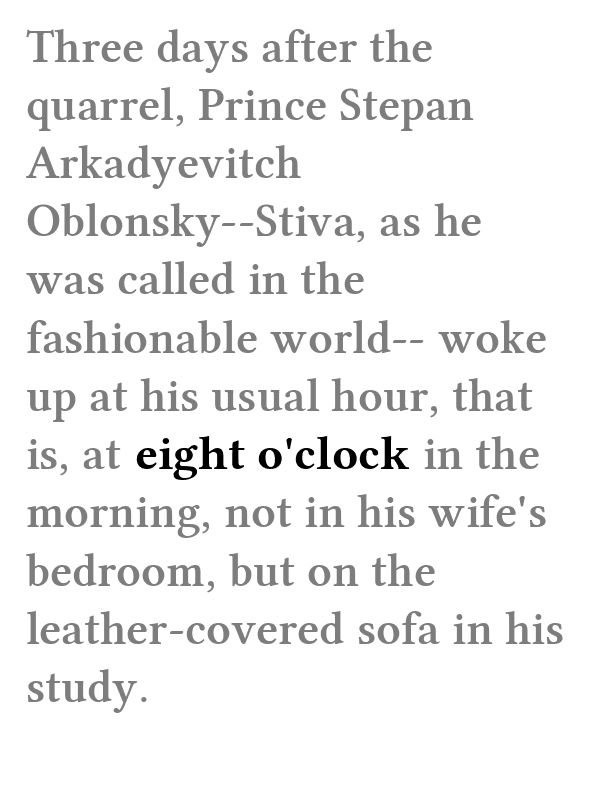 Three days after the
quarrel, Prince Stepan
Arkadyevitch
Oblonsky--Stiva, as he
was called in the
fashionable world-- woke
up at his usual hour, that
is, at eight o'clock in the
morning, not in his wife's
bedroom, but on the
leather-covered sofa in his
study.